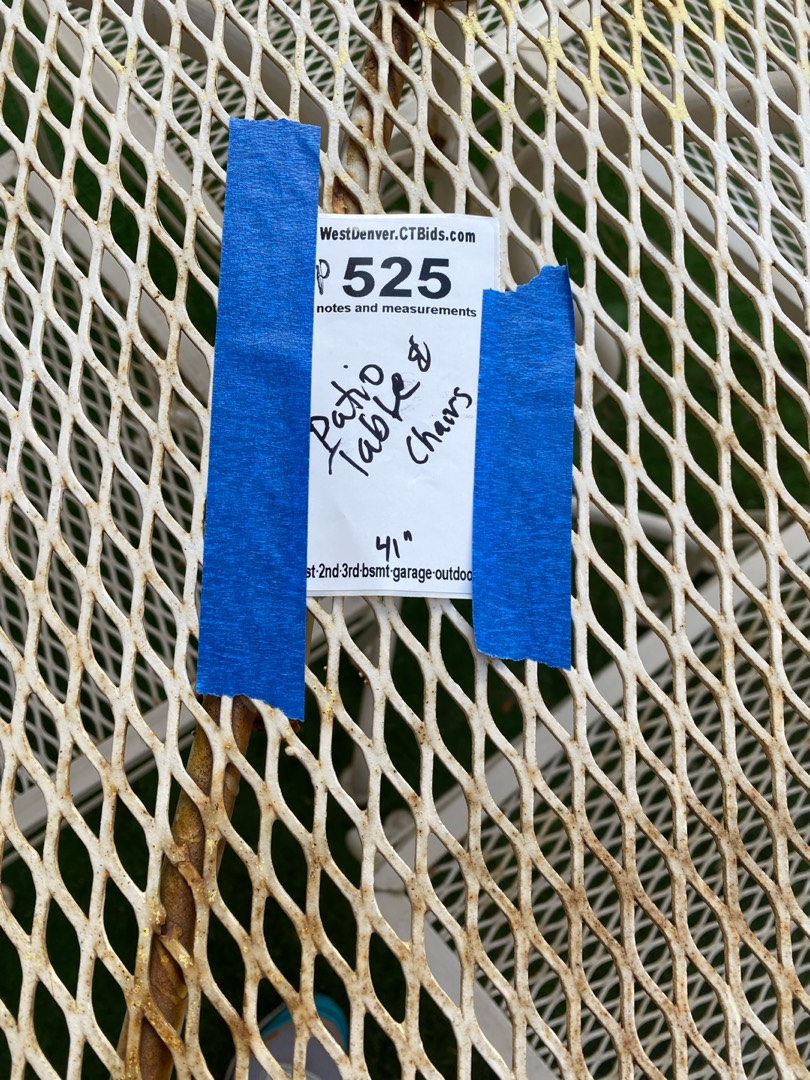 WestDenver.CTBids.com
525
notes and measurements
Patio
Table &
Chairs
41"
st·2nd·3rd·bsmt·garage·outdoo